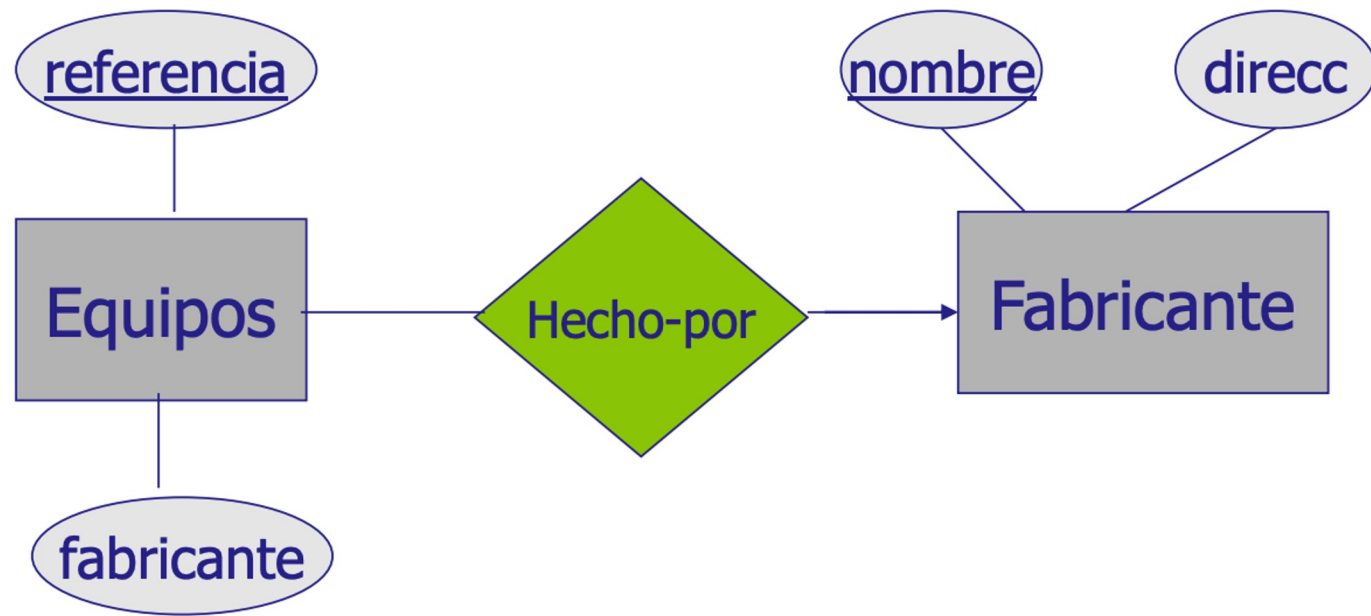 referencia
nombre
direcc
Equipos
Hecho-por
Fabricante
fabricante